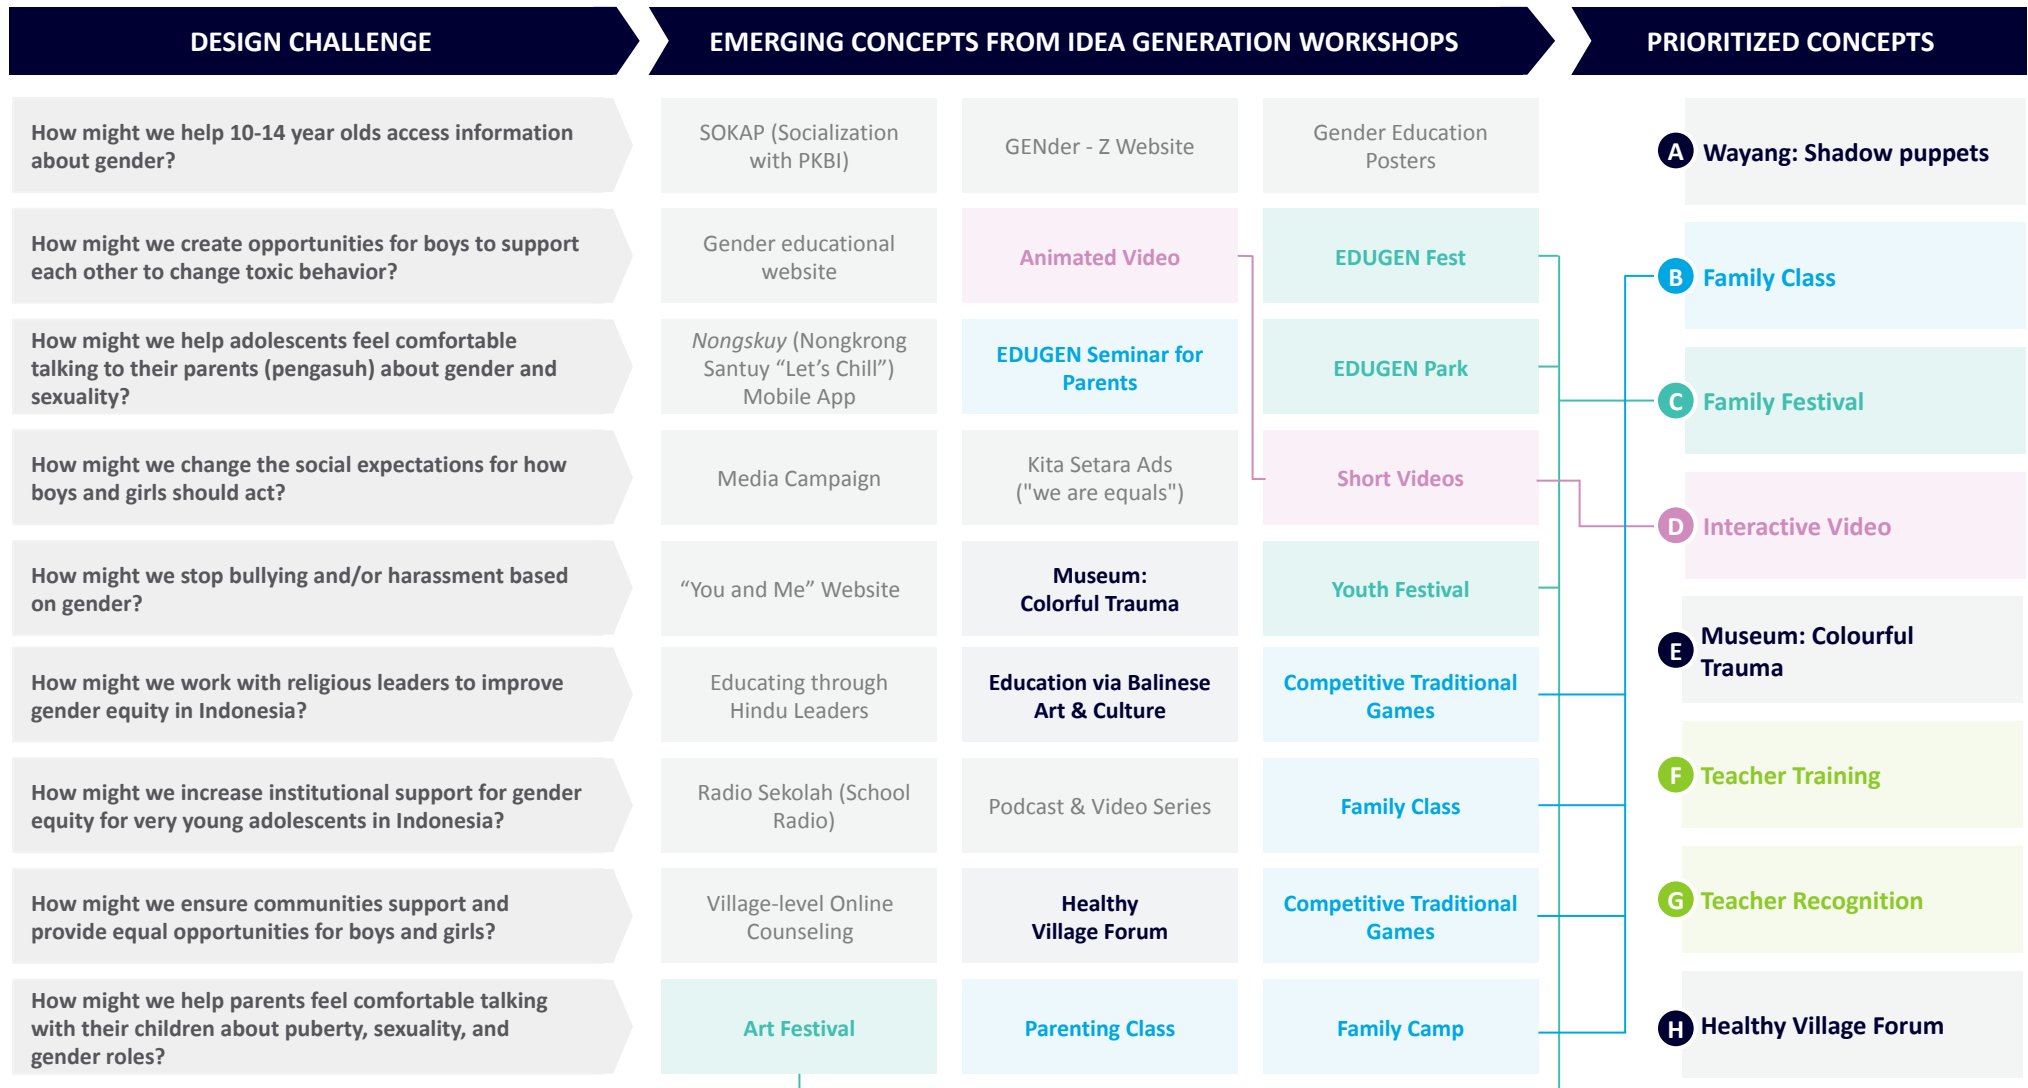 DESIGN CHALLENGE
EMERGING CONCEPTS FROM IDEA GENERATION WORKSHOPS
PRIORITIZED CONCEPTS
How might we help 10-14 year olds access information
about gender?
SOKAP (Socialization
with PKBI)
GENder - Z Website
Gender Education
Posters
A Wayang: Shadow puppets
How might we create opportunities for boys to support
each other to change toxic behavior?
Gender educational
website
Animated Video
EDUGEN Fest
B Family Class
How might we help adolescents feel comfortable
talking to their parents (pengasuh) about gender and
sexuality?
Nongskuy (Nongkrong
Santuy “Let’s Chill”)
Mobile App
EDUGEN Seminar for
Parents
EDUGEN Park
C Family Festival
How might we change the social expectations for how
boys and girls should act?
Media Campaign
Kita Setara Ads
("we are equals")
Short Videos
D Interactive Video
How might we stop bullying and/or harassment based
on gender?
“You and Me” Website
Museum:
Colorful Trauma
Youth Festival
E Museum: Colourful
Trauma
How might we work with religious leaders to improve
gender equity in Indonesia?
Educating through
Hindu Leaders
Education via Balinese
Art & Culture
Competitive Traditional
Games
F Teacher Training
How might we increase institutional support for gender
equity for very young adolescents in Indonesia?
Radio Sekolah (School
Radio)
Podcast & Video Series
Family Class
G Teacher Recognition
How might we ensure communities support and
provide equal opportunities for boys and girls?
Village-level Online
Counseling
Healthy
Village Forum
Competitive Traditional
Games
H Healthy Village Forum
How might we help parents feel comfortable talking
with their children about puberty, sexuality, and
gender roles?
Art Festival
Parenting Class
Family Camp